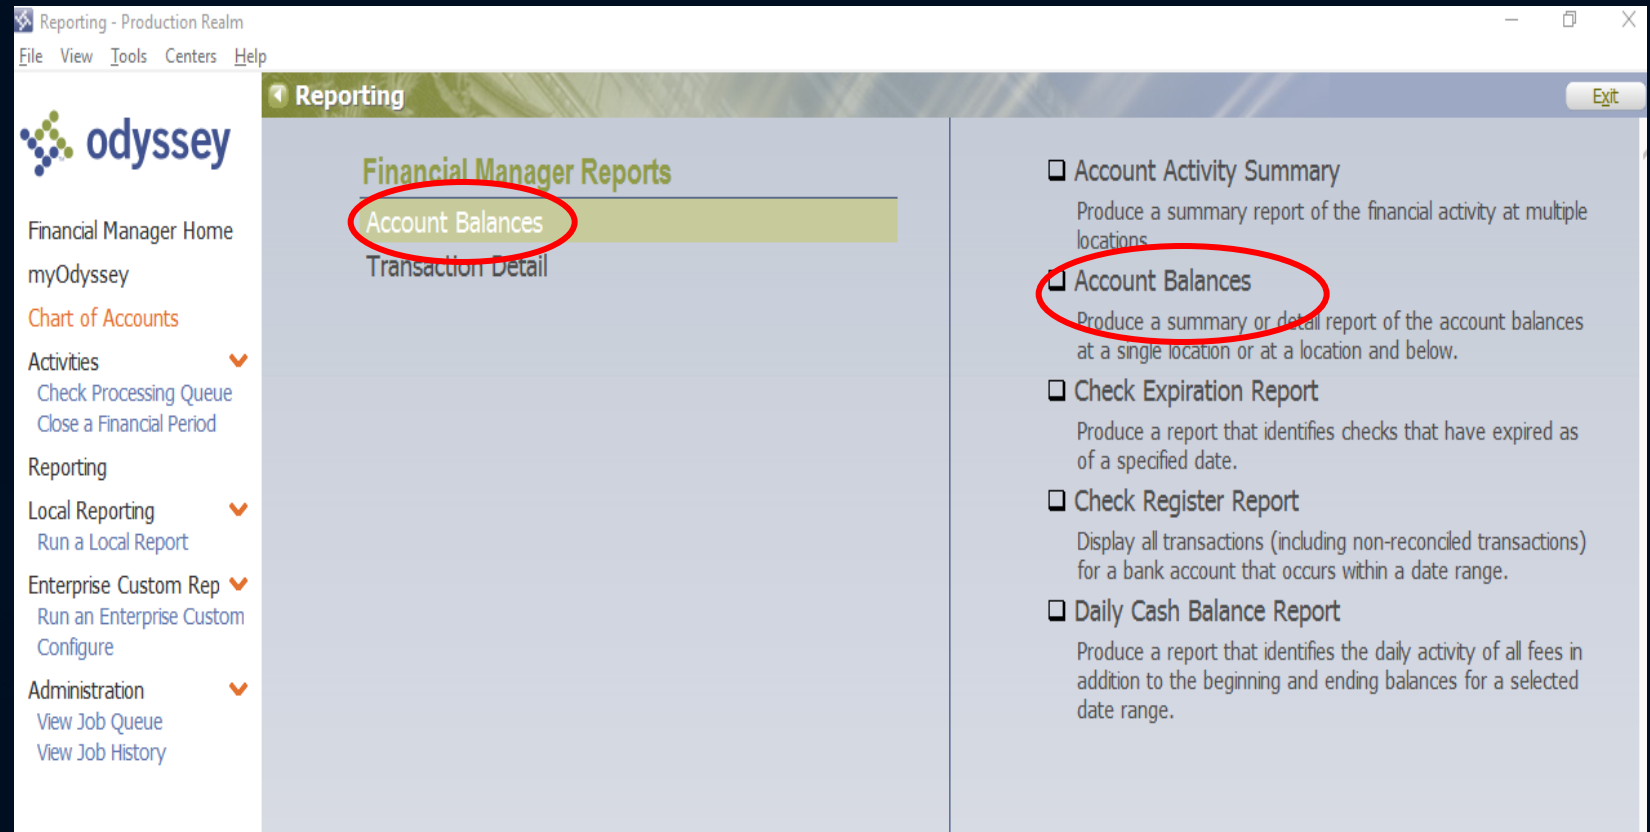 Reporting - Production Realm
File View Tools Centers Help
Reporting
Exit
odyssey
Financial Manager Home
myOdyssey
Chart of Accounts
Activities
Check Processing Queue
Close a Financial Period
Reporting
Local Reporting
Run a Local Report
Enterprise Custom Rep
Run an Enterprise Custom
Configure
Administration
View Job Queue
View Job History
Financial Manager Reports
Account Balances
Transaction Detail
Account Activity Summary
Produce a summary report of the financial activity at multiple
locations.
Account Balances
Produce a summary or detail report of the account balances
at a single location or at a location and below.
Check Expiration Report
Produce a report that identifies checks that have expired as
of a specified date.
Check Register Report
Display all transactions (including non-reconciled transactions)
for a bank account that occurs within a date range.
Daily Cash Balance Report
Produce a report that identifies the daily activity of all fees in
addition to the beginning and ending balances for a selected
date range.